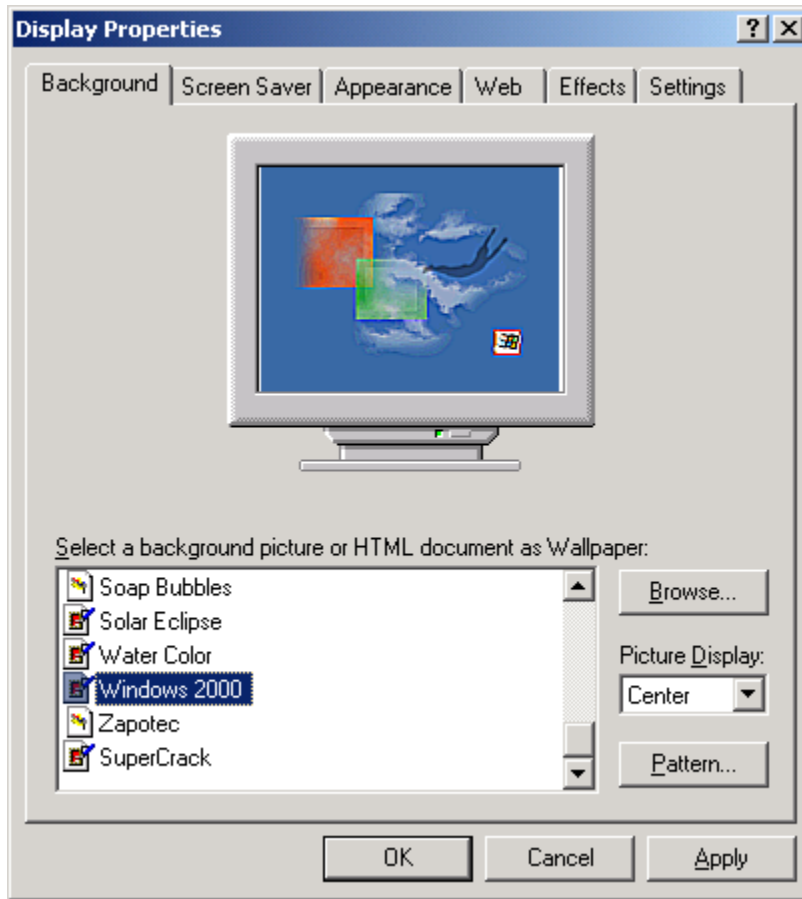 Display Properties
Background Screen Saver Appearance Web Effects Settings
Select a background picture or HTML document as Wallpaper:
Soap Bubbles
Solar Eclipse
Water Color
Windows 2000
Zapotec
SuperCrack
Browse...
Picture Display:
Center
Pattern...
OK Cancel Apply